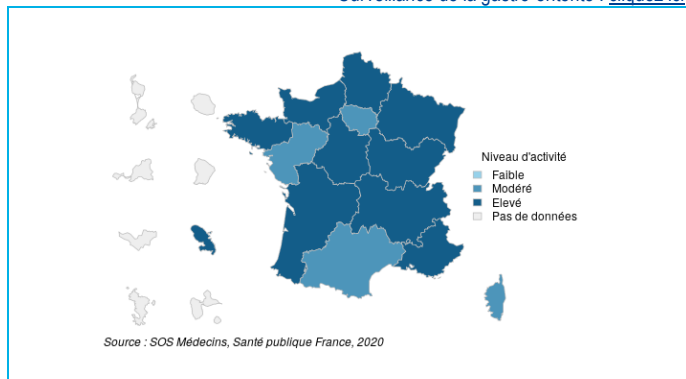 Niveau d'activité
Faible
Modéré
Elevé
Pas de données
Source : SOS Médecins, Santé publique France, 2020